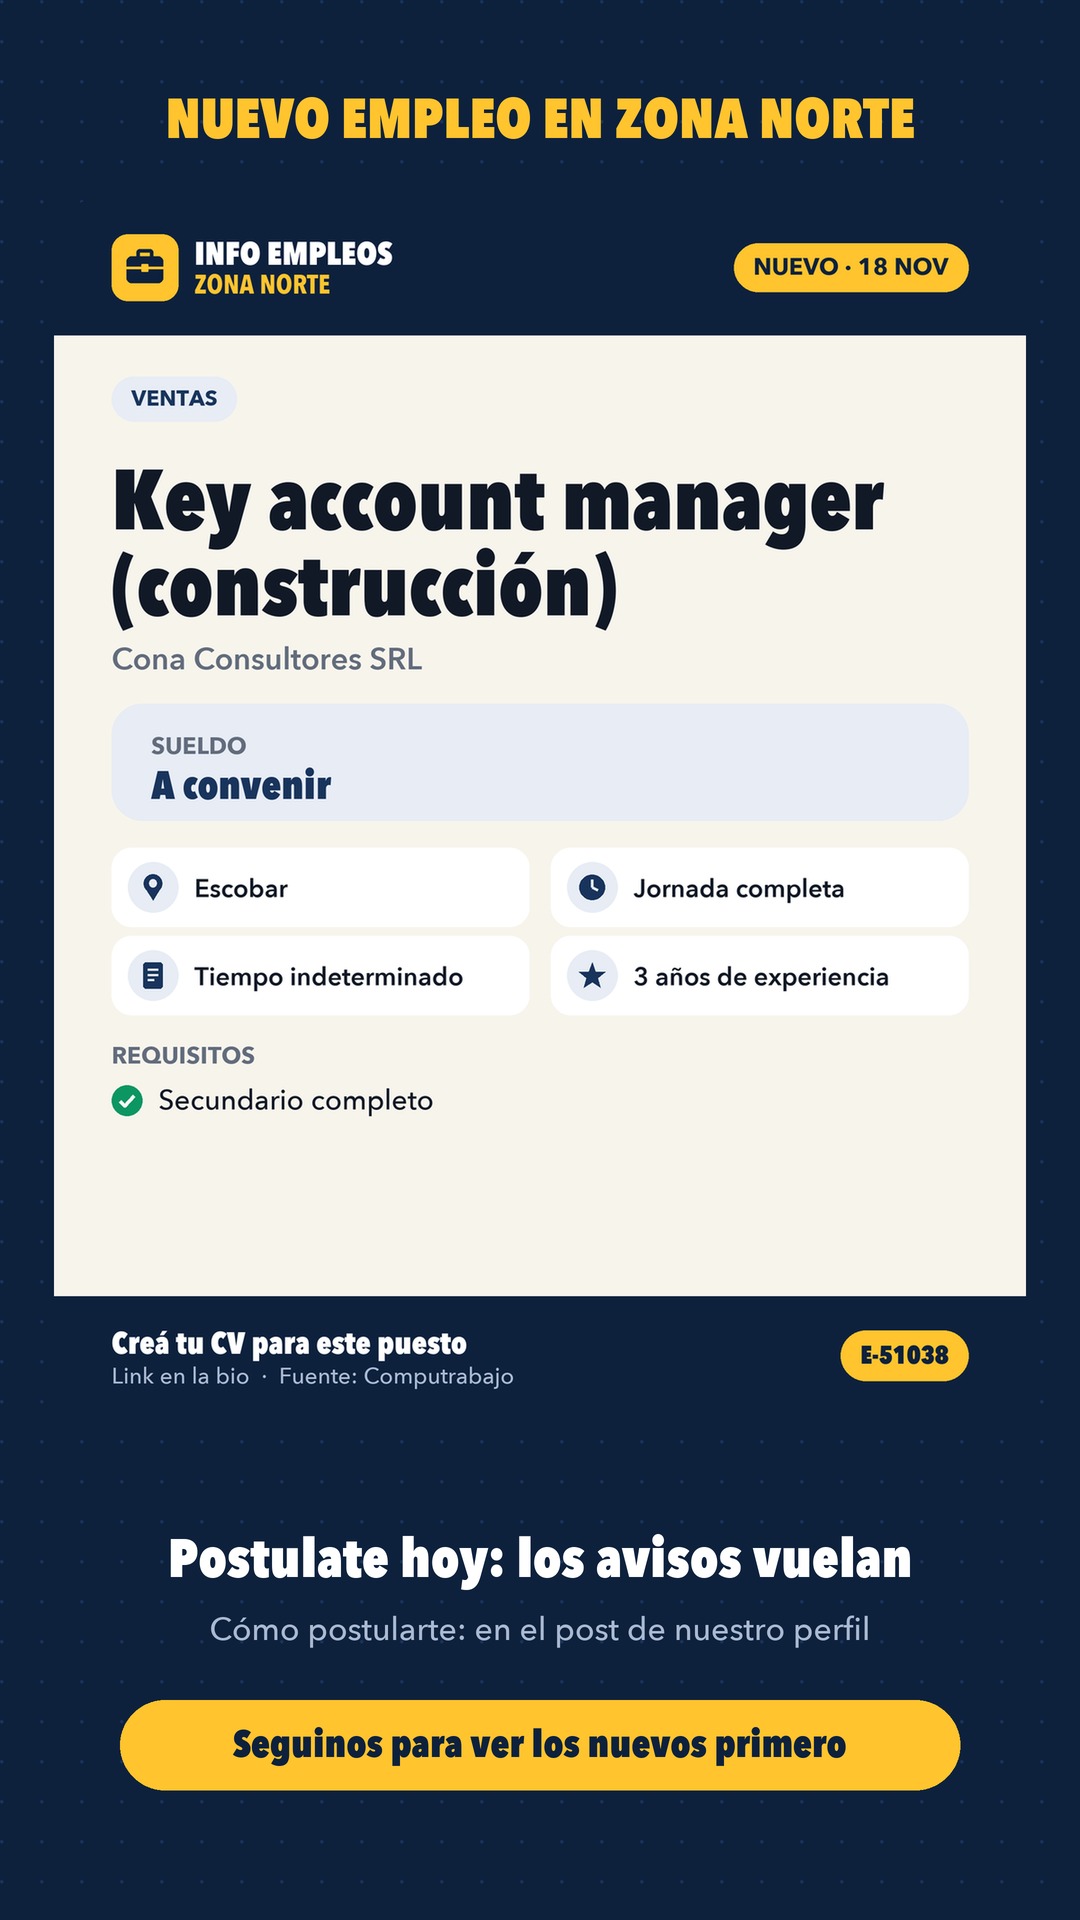 NUEVO EMPLEO EN ZONA NORTE
INFO EMPLEOS
ZONA NORTE
NUEVO · 18 NOV
VENTAS
Key account manager
(construcción)
Cona Consultores SRL
SUELDO
A convenir
Escobar
Jornada completa
Tiempo indeterminado
3 años de experiencia
REQUISITOS
Secundario completo
Creá tu CV para este puesto
Link en la bio · Fuente: Computrabajo
E-51038
Postulate hoy: los avisos vuelan
Cómo postularte: en el post de nuestro perfil
Seguinos para ver los nuevos primero